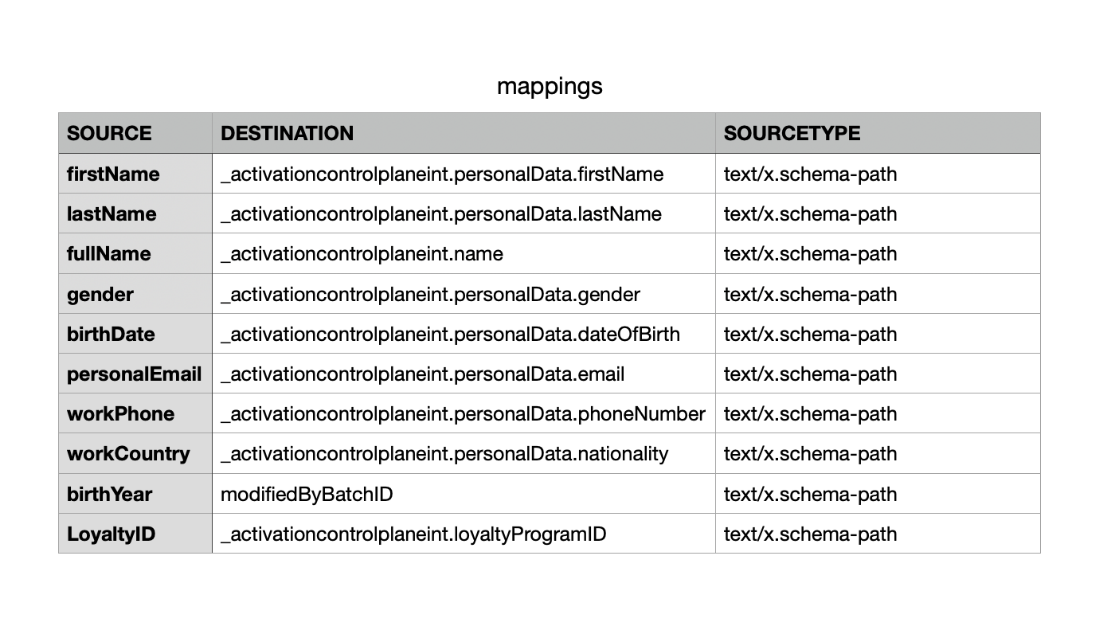 mappings
SOURCE DESTINATION SOURCETYPE
firstName _activationcontrolplaneint.personalData.firstName text/x.schema-path
lastName _activationcontrolplaneint.personalData.lastName text/x.schema-path
fullName _activationcontrolplaneint.name text/x.schema-path
gender _activationcontrolplaneint.personalData.gender text/x.schema-path
birthDate _activationcontrolplaneint.personalData.dateOfBirth text/x.schema-path
personalEmail _activationcontrolplaneint.personalData.email text/x.schema-path
workPhone _activationcontrolplaneint.personalData.phoneNumber text/x.schema-path
workCountry _activationcontrolplaneint.personalData.nationality text/x.schema-path
birthYear modifiedByBatchID text/x.schema-path
LoyaltyID _activationcontrolplaneint.loyaltyProgramID text/x.schema-path